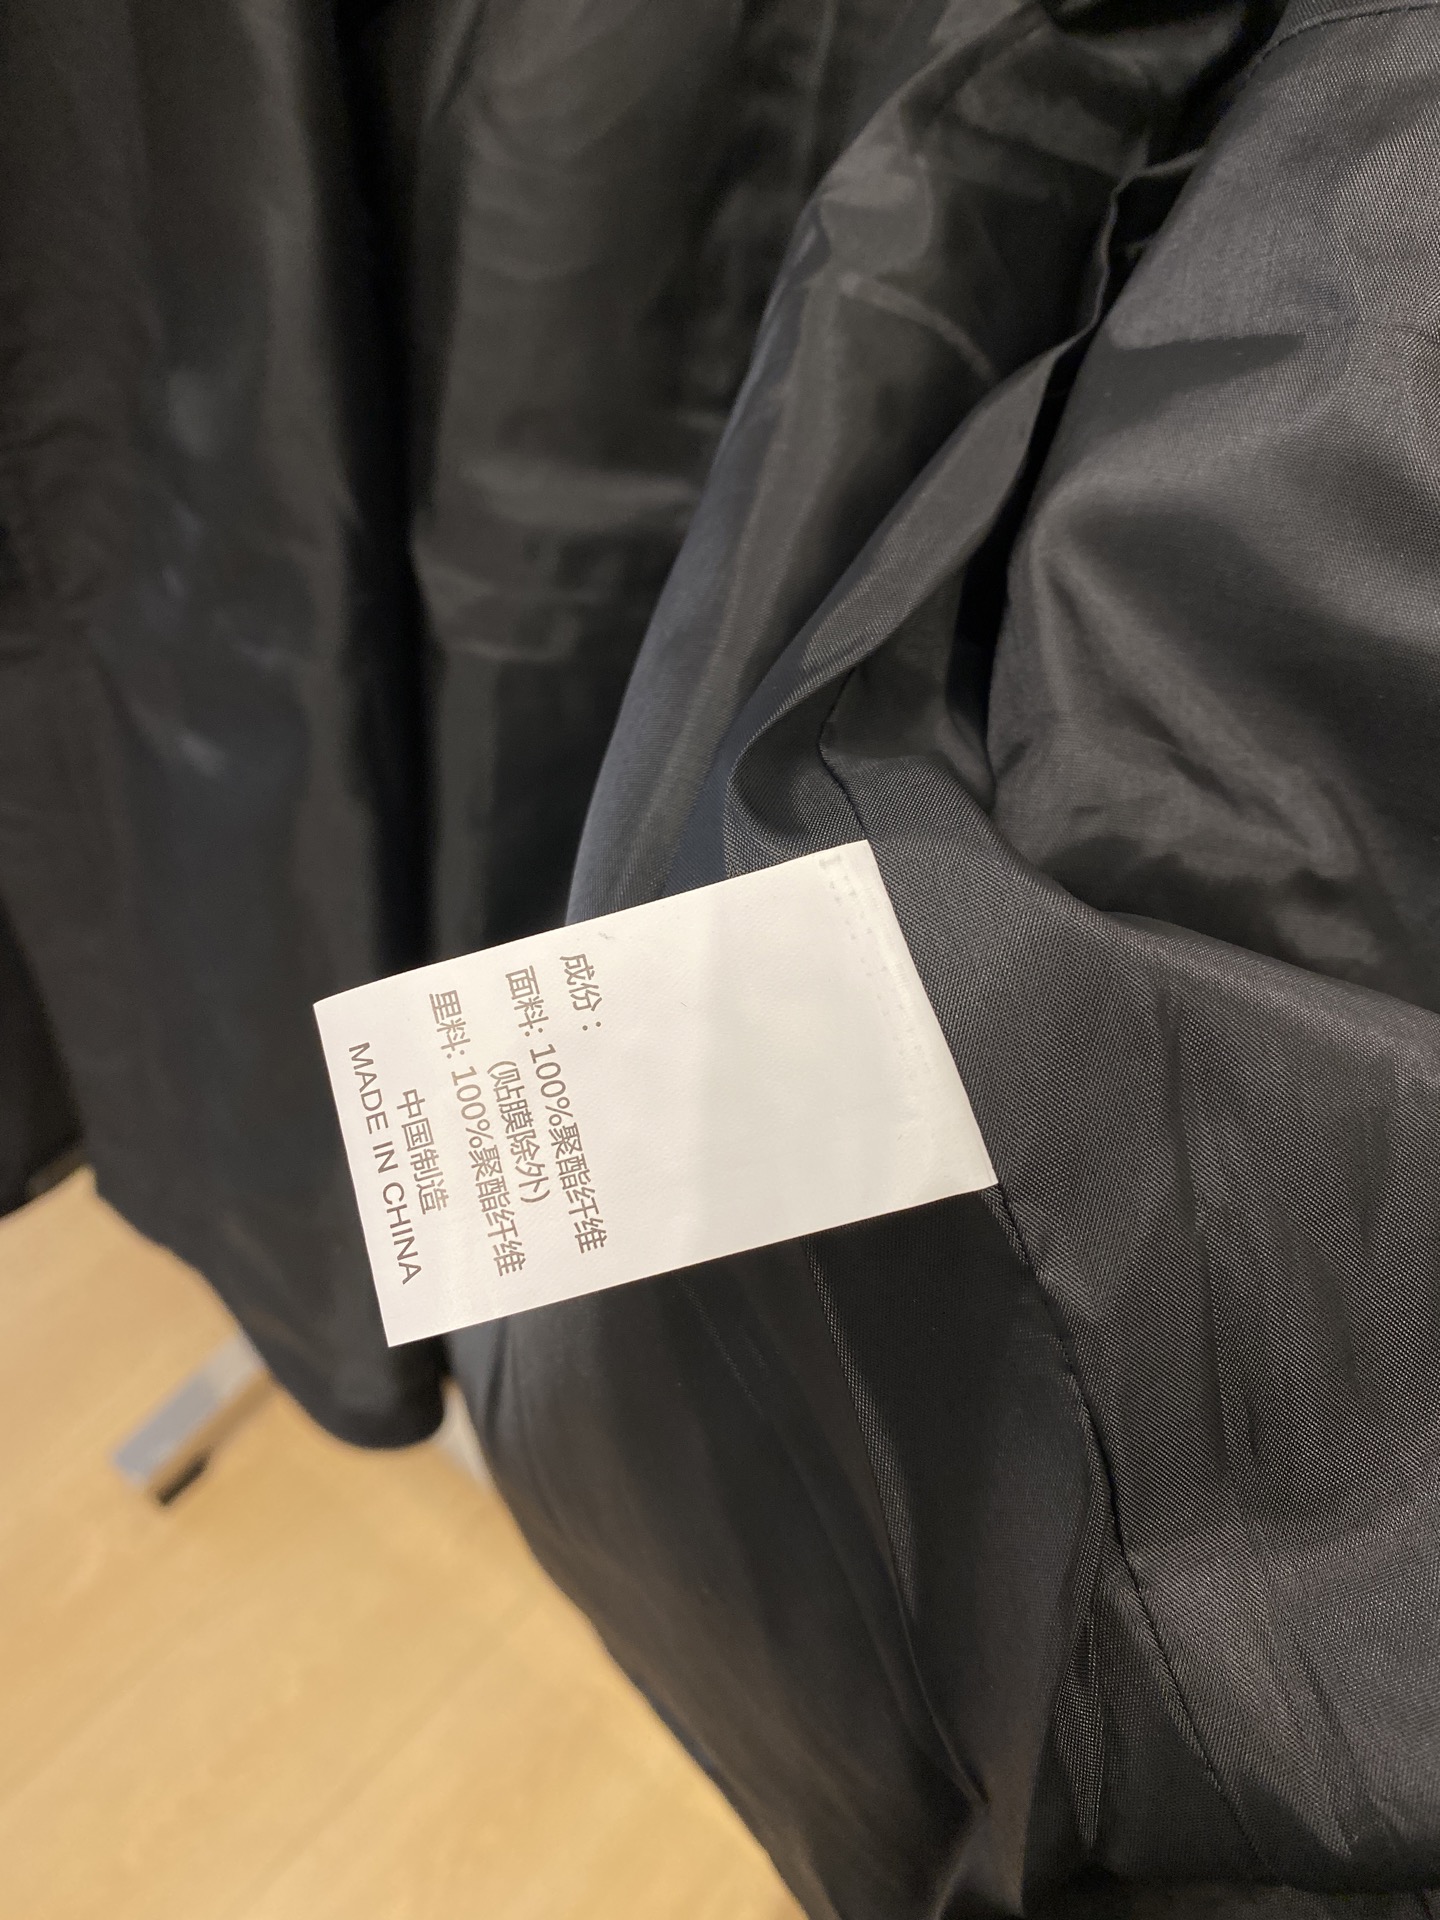 成份：
面料: 100%聚酯纤维
(贴膜除外)
里料: 100%聚酯纤维
中国制造
MADE IN CHINA